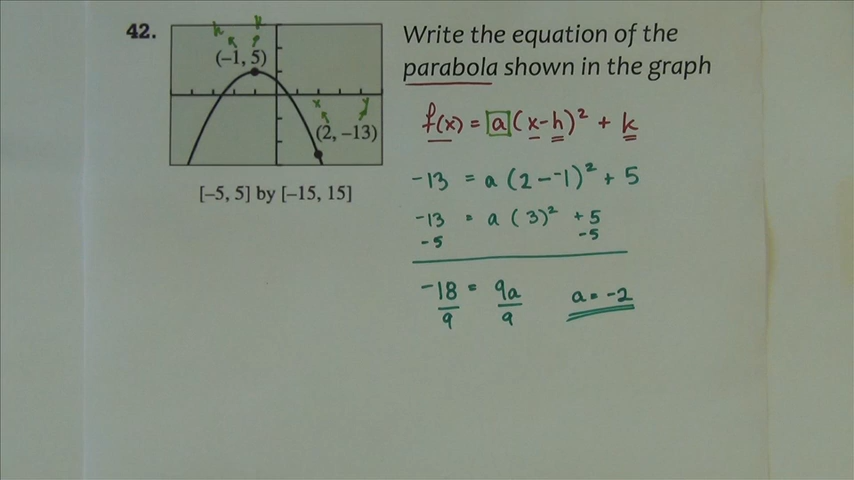 42.
h k
(–1, 5)
x y
(2, –13)
[–5, 5] by [–15, 15]
Write the equation of the
parabola shown in the graph
f(x) = a (x-h)² + k
-13 = a (2--1)² + 5
-13 = a (3)² +5
-5 -5
-18 = 9a a = -2
9 9